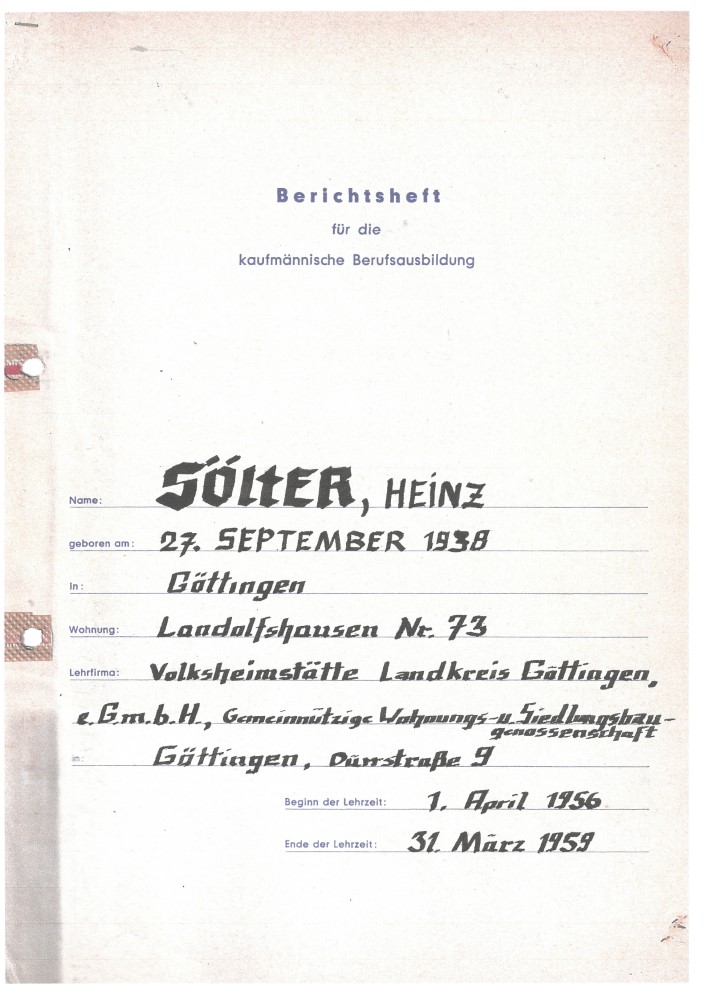 Berichtsheft
für die
kaufmännische Berufsausbildung
Name: SÖLTER, HEINZ
geboren am: 27. SEPTEMBER 1938
In: Göttingen
Wohnung: Landolfshausen Nr. 73
Lehrfirma: Volksheimstätte Landkreis Göttingen,
e.G.m.b.H., Gemeinnützige Wohnungs- u. Siedlungsbau-
genossenschaft
in: Göttingen, Dürrstraße 9
Beginn der Lehrzeit: 1. April 1956
Ende der Lehrzeit: 31. März 1959